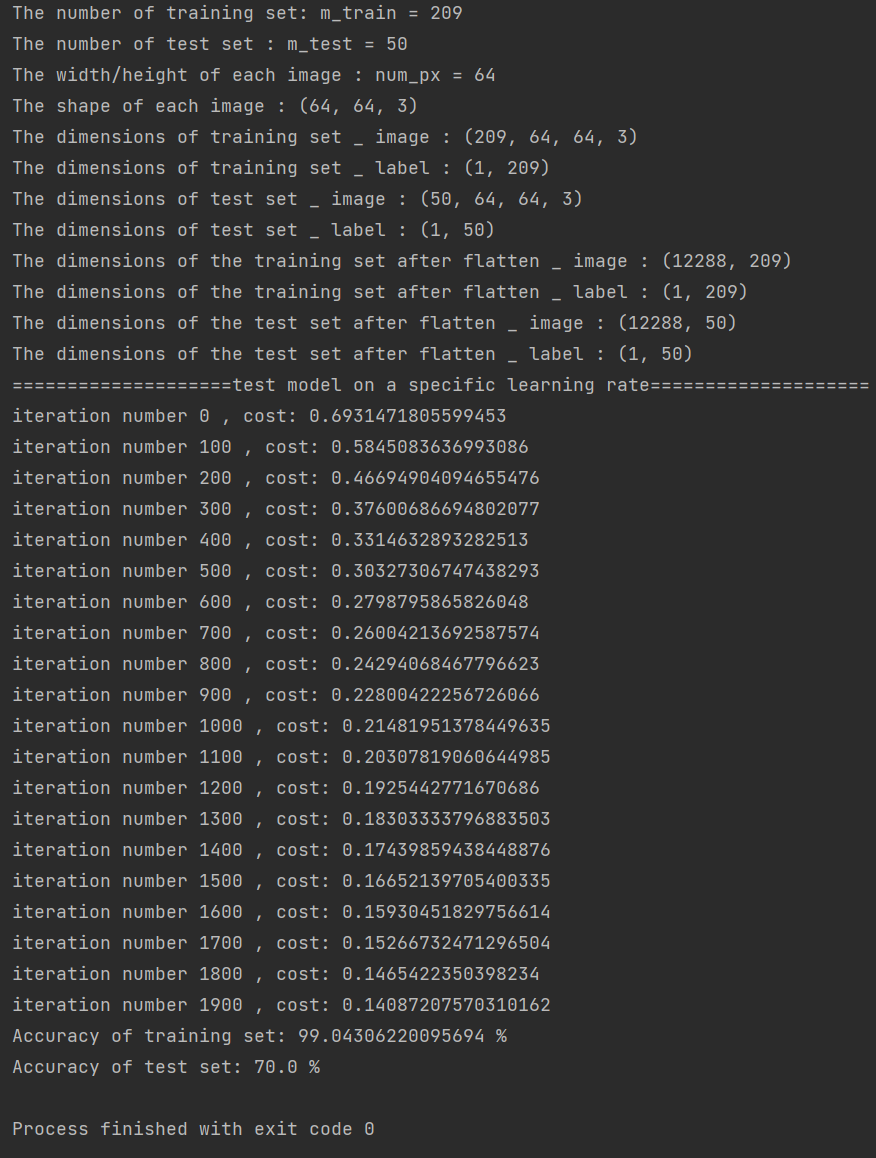 The number of training set: m_train = 209
The number of test set : m_test = 50
The width/height of each image : num_px = 64
The shape of each image : (64, 64, 3)
The dimensions of training set _ image : (209, 64, 64, 3)
The dimensions of training set _ label : (1, 209)
The dimensions of test set _ image : (50, 64, 64, 3)
The dimensions of test set _ label : (1, 50)
The dimensions of the training set after flatten _ image : (12288, 209)
The dimensions of the training set after flatten _ label : (1, 209)
The dimensions of the test set after flatten _ image : (12288, 50)
The dimensions of the test set after flatten _ label : (1, 50)
====================test model on a specific learning rate====================
iteration number 0 , cost: 0.6931471805599453
iteration number 100 , cost: 0.5845083636993086
iteration number 200 , cost: 0.46694904094655476
iteration number 300 , cost: 0.37600686694802077
iteration number 400 , cost: 0.3314632893282513
iteration number 500 , cost: 0.30327306747438293
iteration number 600 , cost: 0.2798795865826048
iteration number 700 , cost: 0.26004213692587574
iteration number 800 , cost: 0.24294068467796623
iteration number 900 , cost: 0.22800422256726066
iteration number 1000 , cost: 0.21481951378449635
iteration number 1100 , cost: 0.20307819060644985
iteration number 1200 , cost: 0.1925442771670686
iteration number 1300 , cost: 0.18303333796883503
iteration number 1400 , cost: 0.17439859438448876
iteration number 1500 , cost: 0.16652139705400335
iteration number 1600 , cost: 0.15930451829756614
iteration number 1700 , cost: 0.15266732471296504
iteration number 1800 , cost: 0.1465422350398234
iteration number 1900 , cost: 0.14087207570310162
Accuracy of training set: 99.04306220095694 %
Accuracy of test set: 70.0 %
Process finished with exit code 0